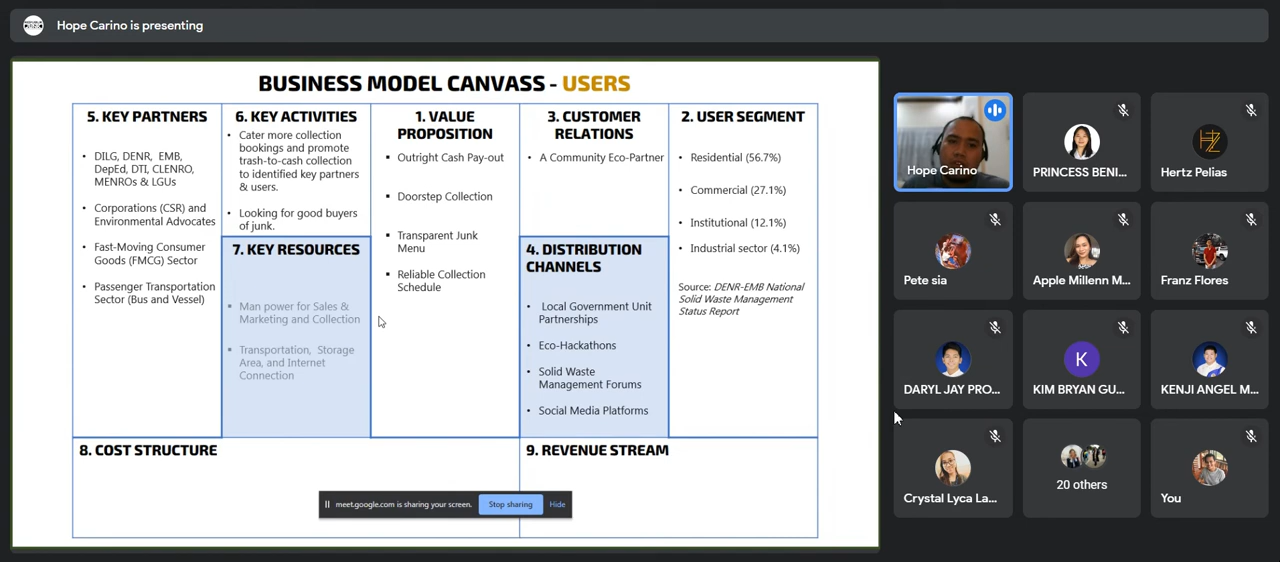 Hope Carino is presenting
BUSINESS MODEL CANVASS - USERS
5. KEY PARTNERS
• DILG, DENR, EMB,
DepEd, DTI, CLENRO,
MENROs & LGUs
• Corporations (CSR) and
Environmental Advocates
• Fast-Moving Consumer
Goods (FMCG) Sector
• Passenger Transportation
Sector (Bus and Vessel)
6. KEY ACTIVITIES
• Cater more collection
bookings and promote
trash-to-cash collection
to identified key partners
& users.
• Looking for good buyers
of junk.
7. KEY RESOURCES
▪ Man power for Sales &
Marketing and Collection
▪ Transportation, Storage
Area, and Internet
Connection
1. VALUE
PROPOSITION
▪ Outright Cash Pay-out
▪ Doorstep Collection
▪ Transparent Junk
Menu
▪ Reliable Collection
Schedule
3. CUSTOMER
RELATIONS
• A Community Eco-Partner
4. DISTRIBUTION
CHANNELS
• Local Government Unit
Partnerships
• Eco-Hackathons
• Solid Waste
Management Forums
• Social Media Platforms
2. USER SEGMENT
• Residential (56.7%)
• Commercial (27.1%)
• Institutional (12.1%)
• Industrial sector (4.1%)
Source: DENR-EMB National
Solid Waste Management
Status Report
8. COST STRUCTURE
9. REVENUE STREAM
meet.google.com is sharing your screen. Stop sharing Hide
Hope Carino
PRINCESS BENI...
Hertz Pelias
HZ
Pete sia
Apple Millenn M...
Franz Flores
DARYL JAY PRO...
K
KIM BRYAN GU...
KENJI ANGEL M...
Crystal Lyca La...
20 others
You